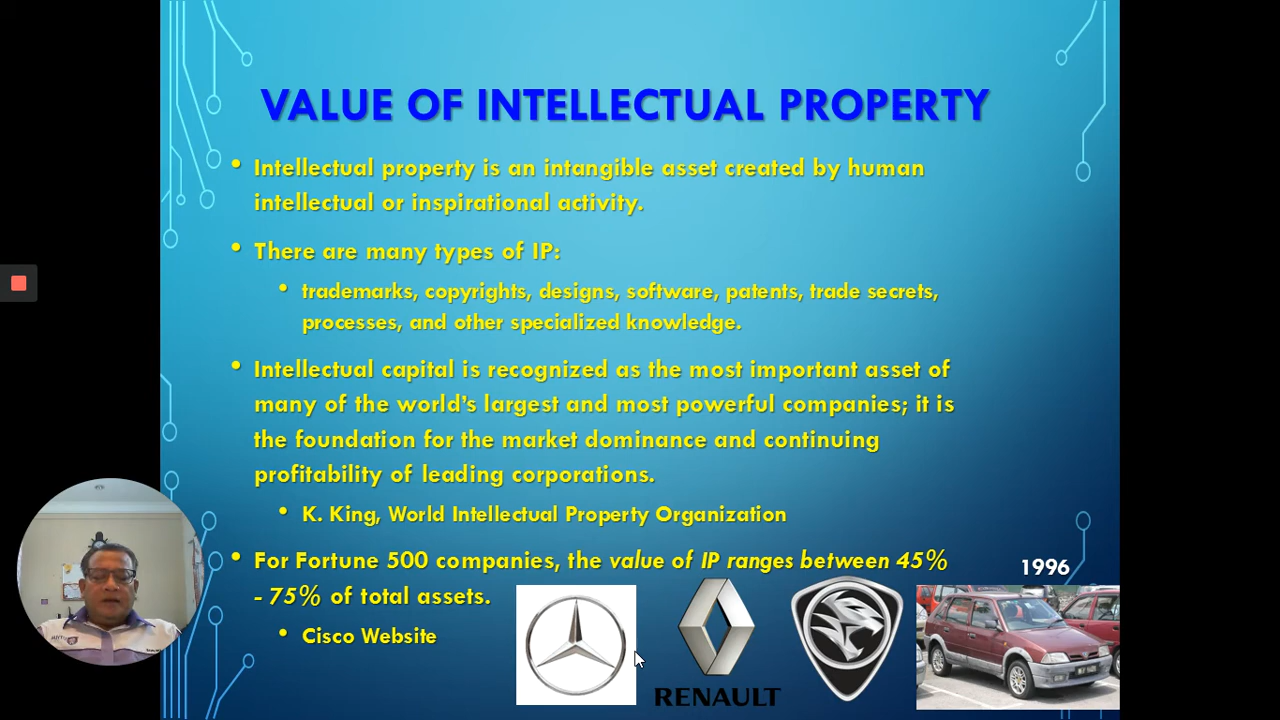 VALUE OF INTELLECTUAL PROPERTY
• Intellectual property is an intangible asset created by human
intellectual or inspirational activity.
• There are many types of IP:
• trademarks, copyrights, designs, software, patents, trade secrets,
processes, and other specialized knowledge.
• Intellectual capital is recognized as the most important asset of
many of the world's largest and most powerful companies; it is
the foundation for the market dominance and continuing
profitability of leading corporations.
• K. King, World Intellectual Property Organization
• For Fortune 500 companies, the value of IP ranges between 45%
- 75% of total assets.
• Cisco Website
1996
RENAULT